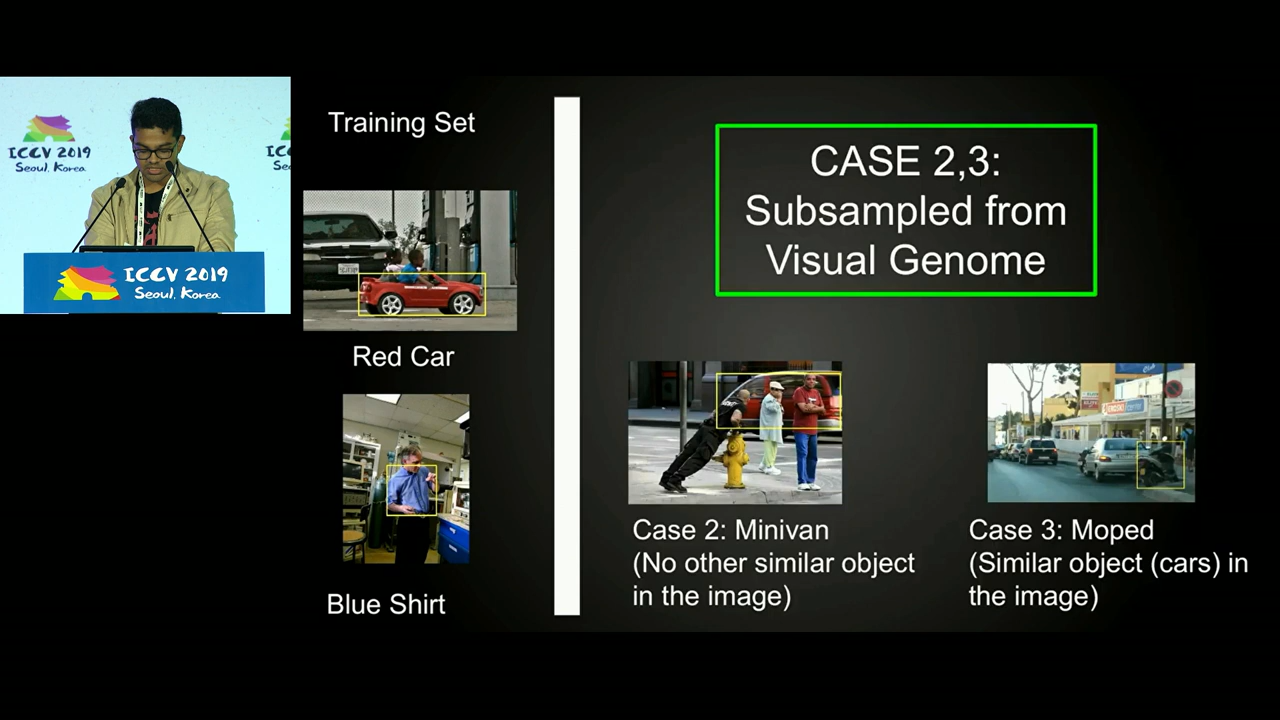 ICCV 2019
Seoul, Korea
ICCV 2019
Seoul, Korea
Training Set
Red Car
Blue Shirt
CASE 2,3:
Subsampled from
Visual Genome
Case 2: Minivan
(No other similar object
in the image)
Case 3: Moped
(Similar object (cars) in
the image)